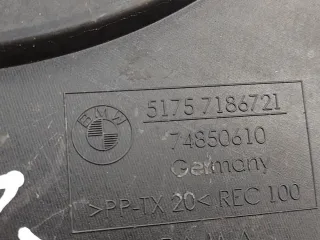 BMW
5175 7186721
74850610
Germany
>PP-TX 20< REC 100